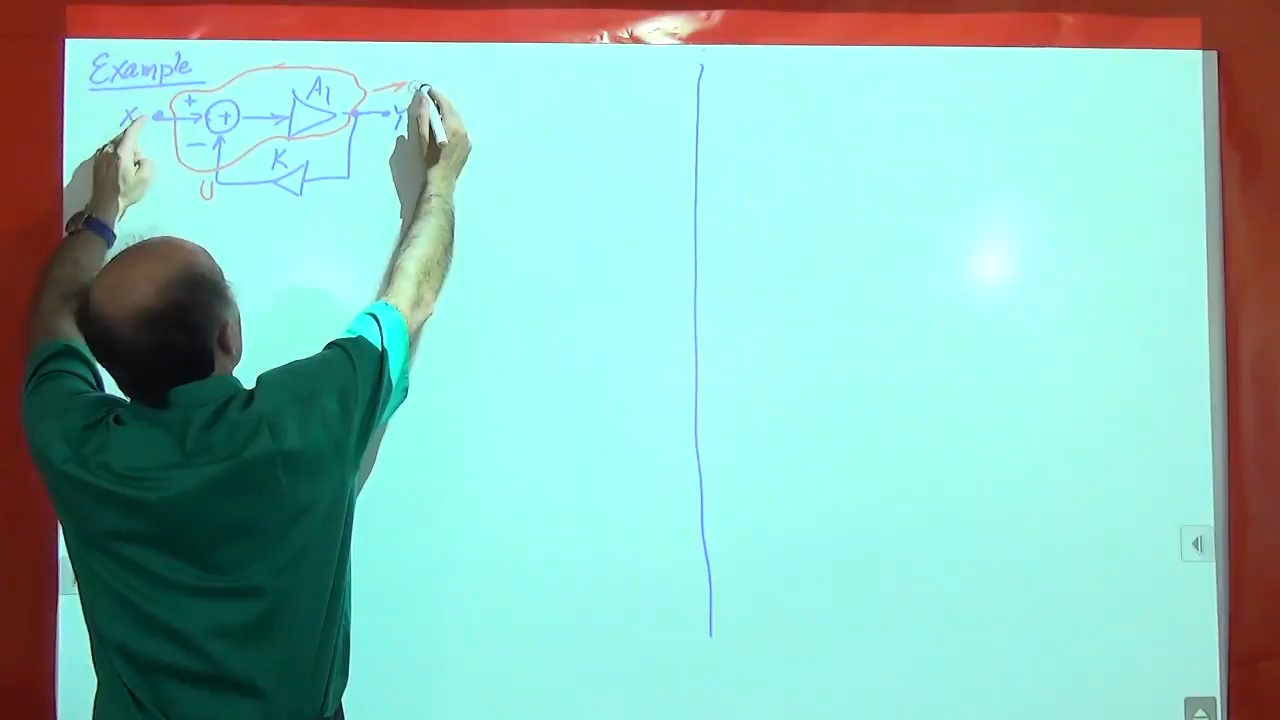 Example
A1
X + + Y
−
K
U